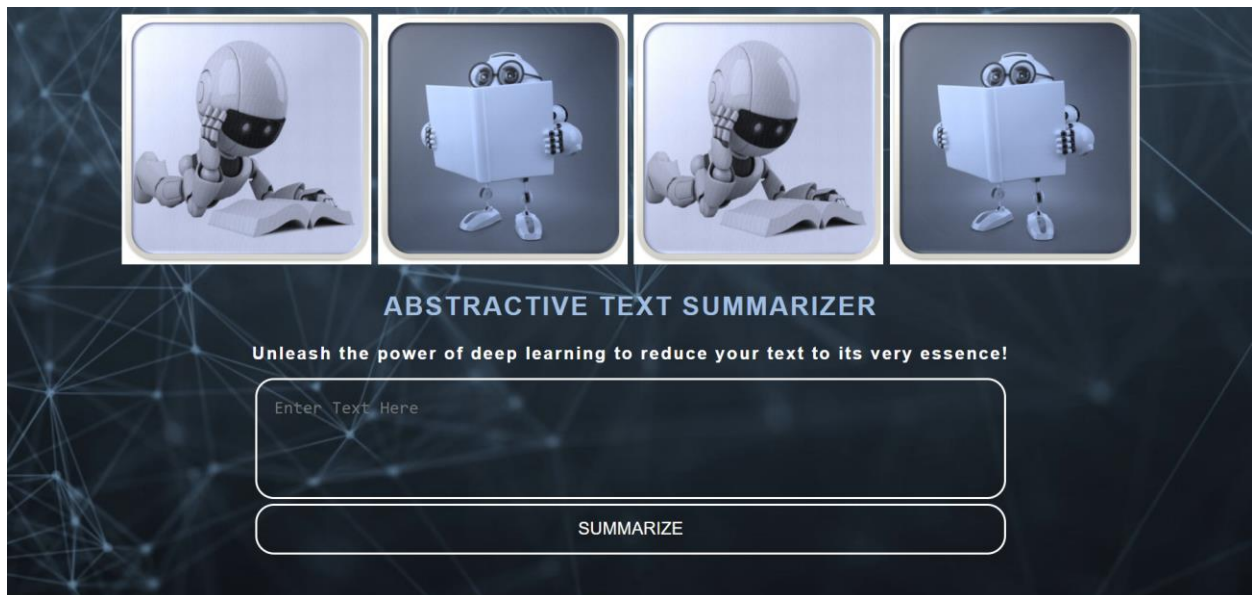 ABSTRACTIVE TEXT SUMMARIZER
Unleash the power of deep learning to reduce your text to its very essence!
Enter Text Here
SUMMARIZE